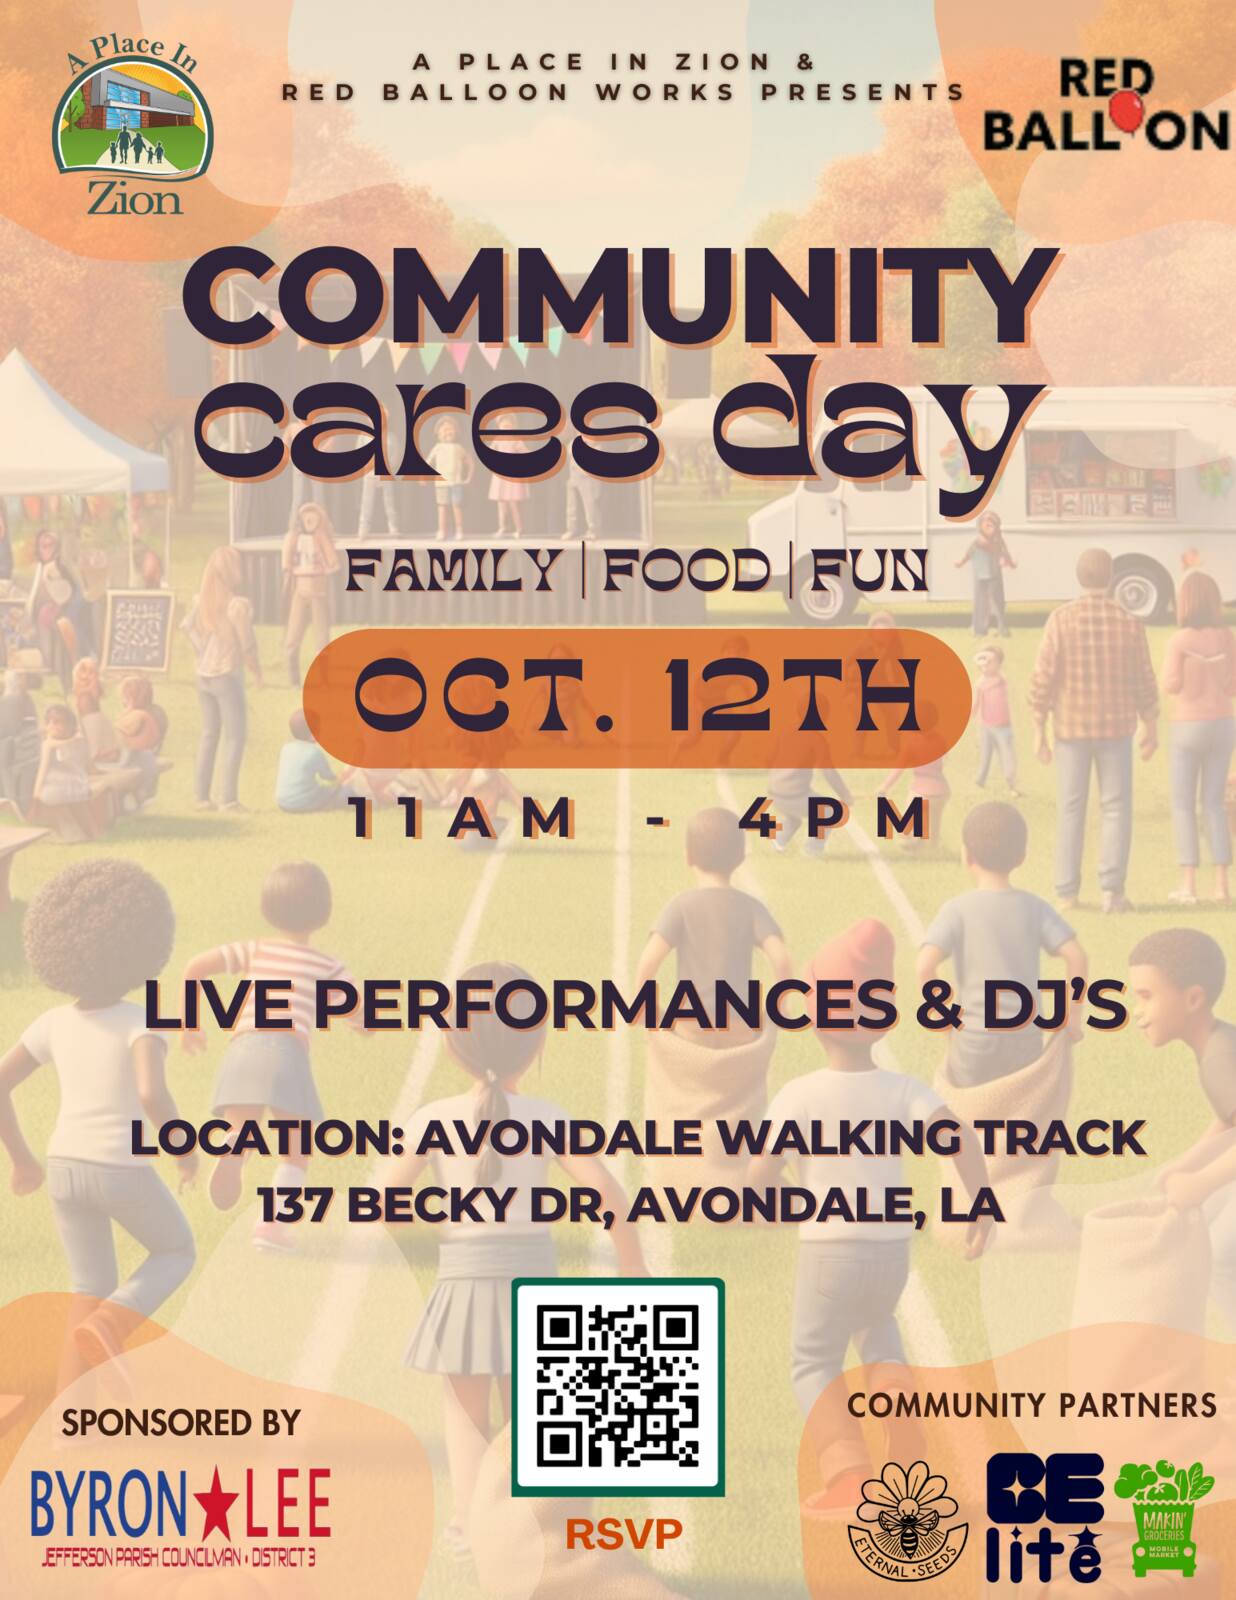 A Place In
Zion
A PLACE IN ZION &
RED BALLOON WORKS PRESENTS
RED
BALLOON
COMMUNITY
cares day
FAMILY | FOOD | FUN
OCT. 12TH
11AM - 4PM
LIVE PERFORMANCES & DJ'S
LOCATION: AVONDALE WALKING TRACK
137 BECKY DR, AVONDALE, LA
SPONSORED BY
BYRON LEE
JEFFERSON PARISH COUNCILMAN • DISTRICT 3
RSVP
COMMUNITY PARTNERS
ETERNAL • SEEDS
BE
lite
MAKIN'
GROCERIES
MOBILE
MARKET